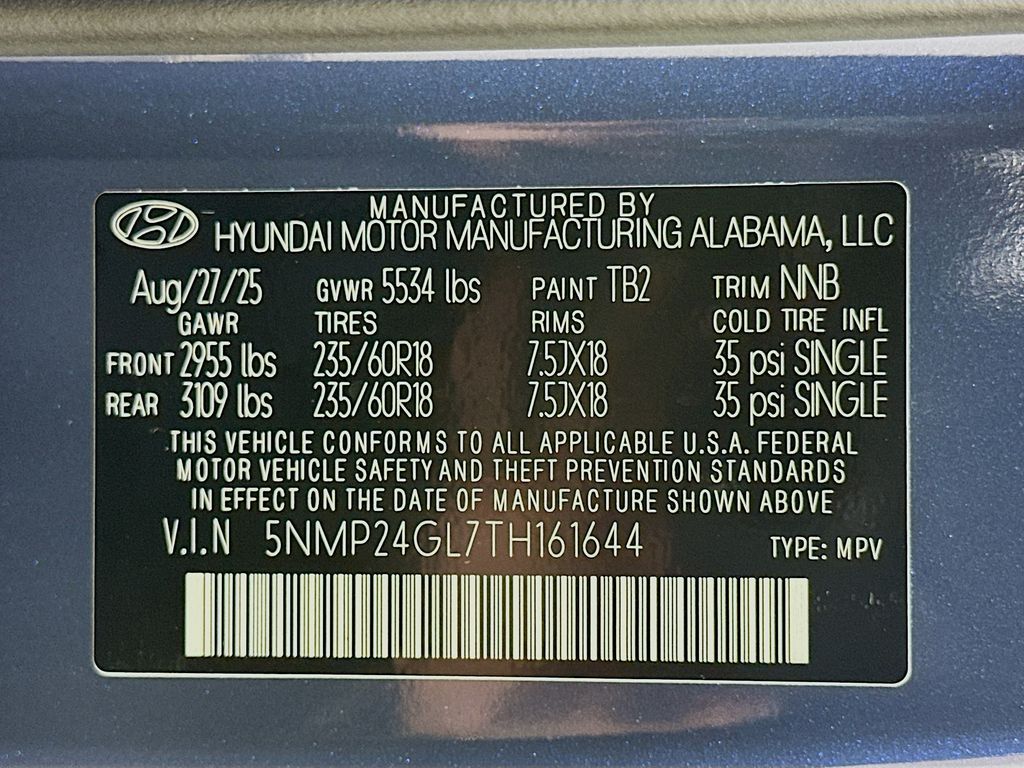 MANUFACTURED BY
HYUNDAI MOTOR MANUFACTURING ALABAMA, LLC
Aug/27/25 GVWR 5534 lbs PAINT TB2 TRIM NNB
GAWR TIRES RIMS COLD TIRE INFL
FRONT 2955 lbs 235/60R18 7.5JX18 35 psi SINGLE
REAR 3109 lbs 235/60R18 7.5JX18 35 psi SINGLE
THIS VEHICLE CONFORMS TO ALL APPLICABLE U.S.A. FEDERAL
MOTOR VEHICLE SAFETY AND THEFT PREVENTION STANDARDS
IN EFFECT ON THE DATE OF MANUFACTURE SHOWN ABOVE
V.I.N 5NMP24GL7TH161644 TYPE: MPV